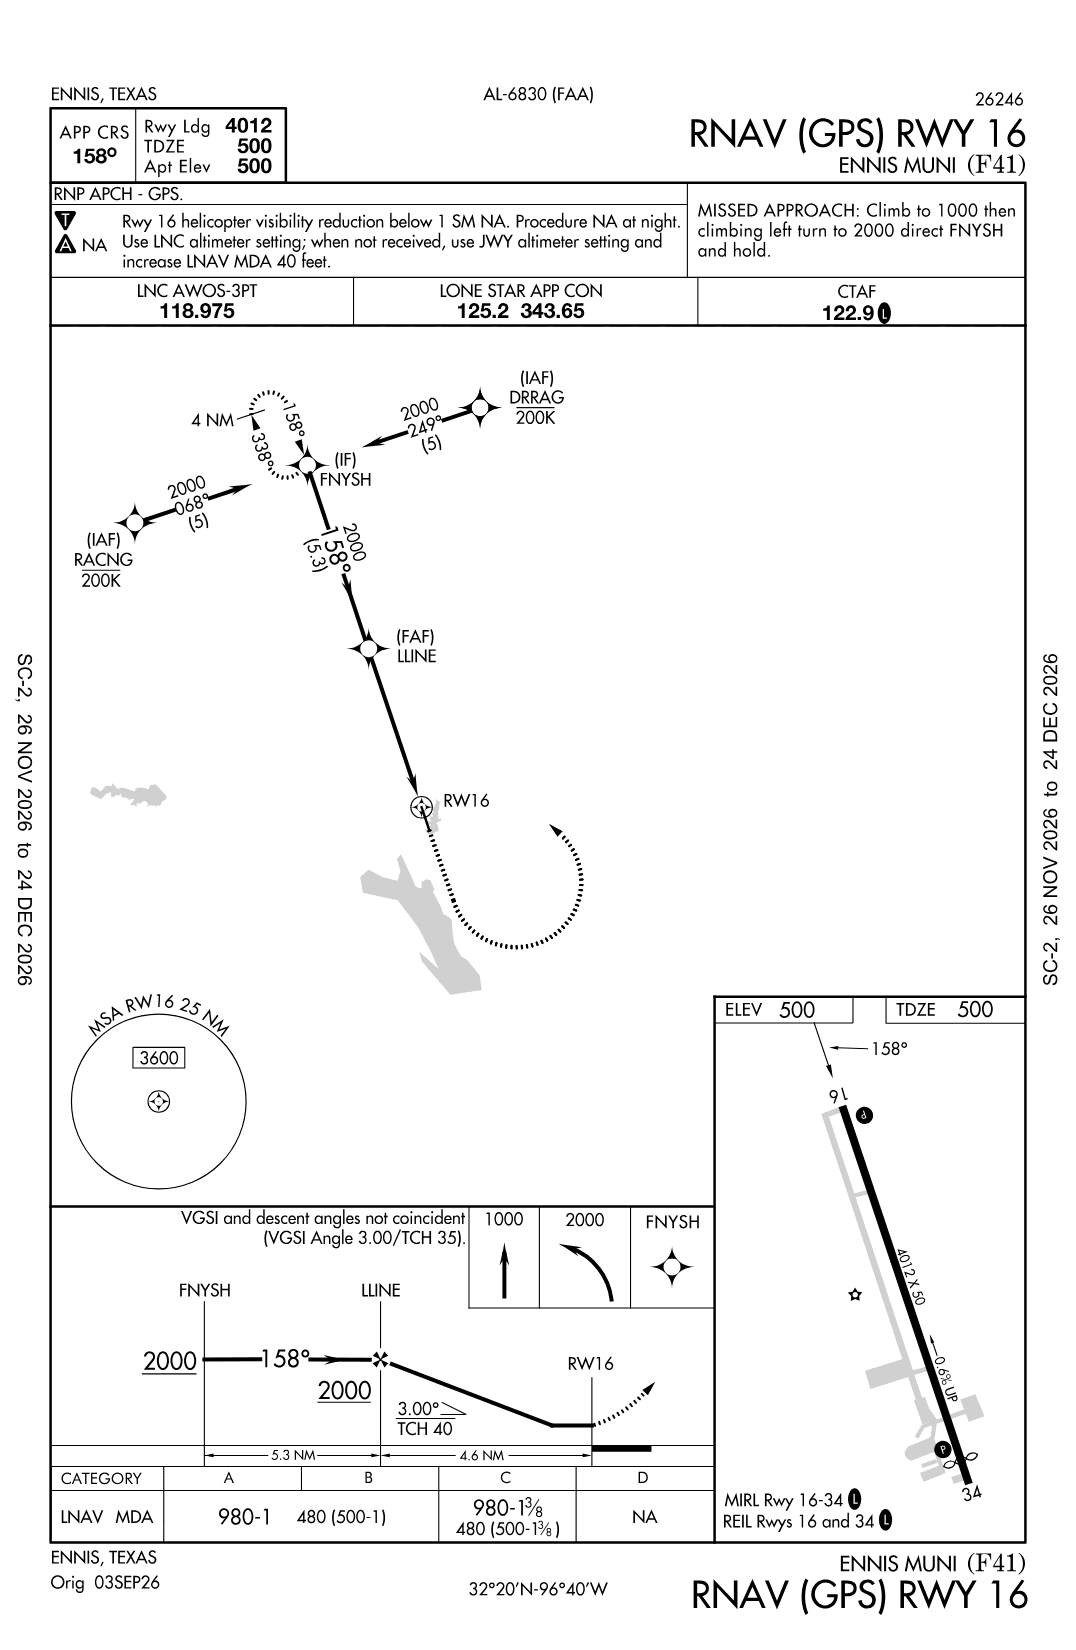 ENNIS, TEXAS
AL-6830 (FAA)
26246
APP CRS
158°
Rwy Ldg 4012
TDZE 500
Apt Elev 500
RNAV (GPS) RWY 16
ENNIS MUNI (F41)
RNP APCH - GPS.
T
A NA
Rwy 16 helicopter visibility reduction below 1 SM NA. Procedure NA at night.
Use LNC altimeter setting; when not received, use JWY altimeter setting and
increase LNAV MDA 40 feet.
MISSED APPROACH: Climb to 1000 then
climbing left turn to 2000 direct FNYSH
and hold.
LNC AWOS-3PT
118.975
LONE STAR APP CON
125.2 343.65
CTAF
122.9 L
(IAF)
DRRAG
200K
2000
249°
(5)
4 NM
158°
338°
(IF)
FNYSH
2000
068°
(5)
(IAF)
RACNG
200K
2000
158°
(5.3)
(FAF)
LLINE
RW16
SC-2, 26 NOV 2026 to 24 DEC 2026
SC-2, 26 NOV 2026 to 24 DEC 2026
MSA RW16 25 NM
3600
ELEV 500
TDZE 500
158°
16
P
4012 X 50
0.6% UP
P
34
MIRL Rwy 16-34 L
REIL Rwys 16 and 34 L
VGSI and descent angles not coincident
(VGSI Angle 3.00/TCH 35).
1000
2000
FNYSH
FNYSH
LLINE
2000
158°
2000
RW16
3.00°
TCH 40
5.3 NM
4.6 NM
CATEGORY
A
B
C
D
LNAV MDA
980-1 480 (500-1)
980-1⅜
480 (500-1⅜)
NA
ENNIS, TEXAS
Orig 03SEP26
32°20'N-96°40'W
ENNIS MUNI (F41)
RNAV (GPS) RWY 16